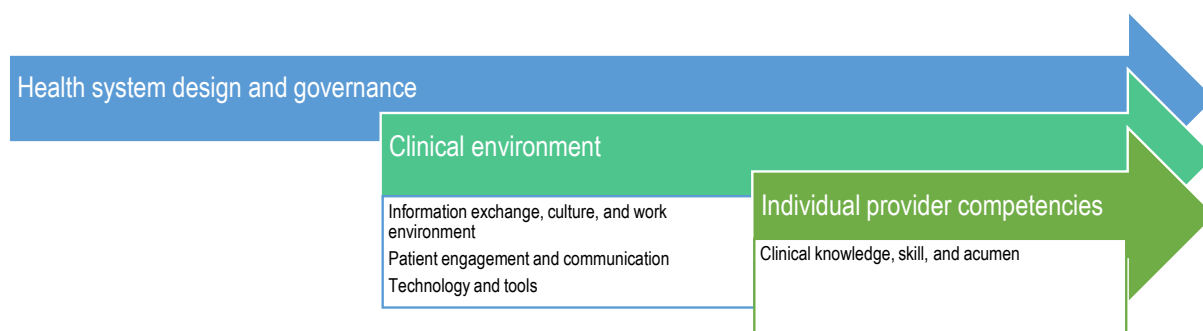 Health system design and governance
Clinical environment
Information exchange, culture, and work
environment
Patient engagement and communication
Technology and tools
Individual provider competencies
Clinical knowledge, skill, and acumen